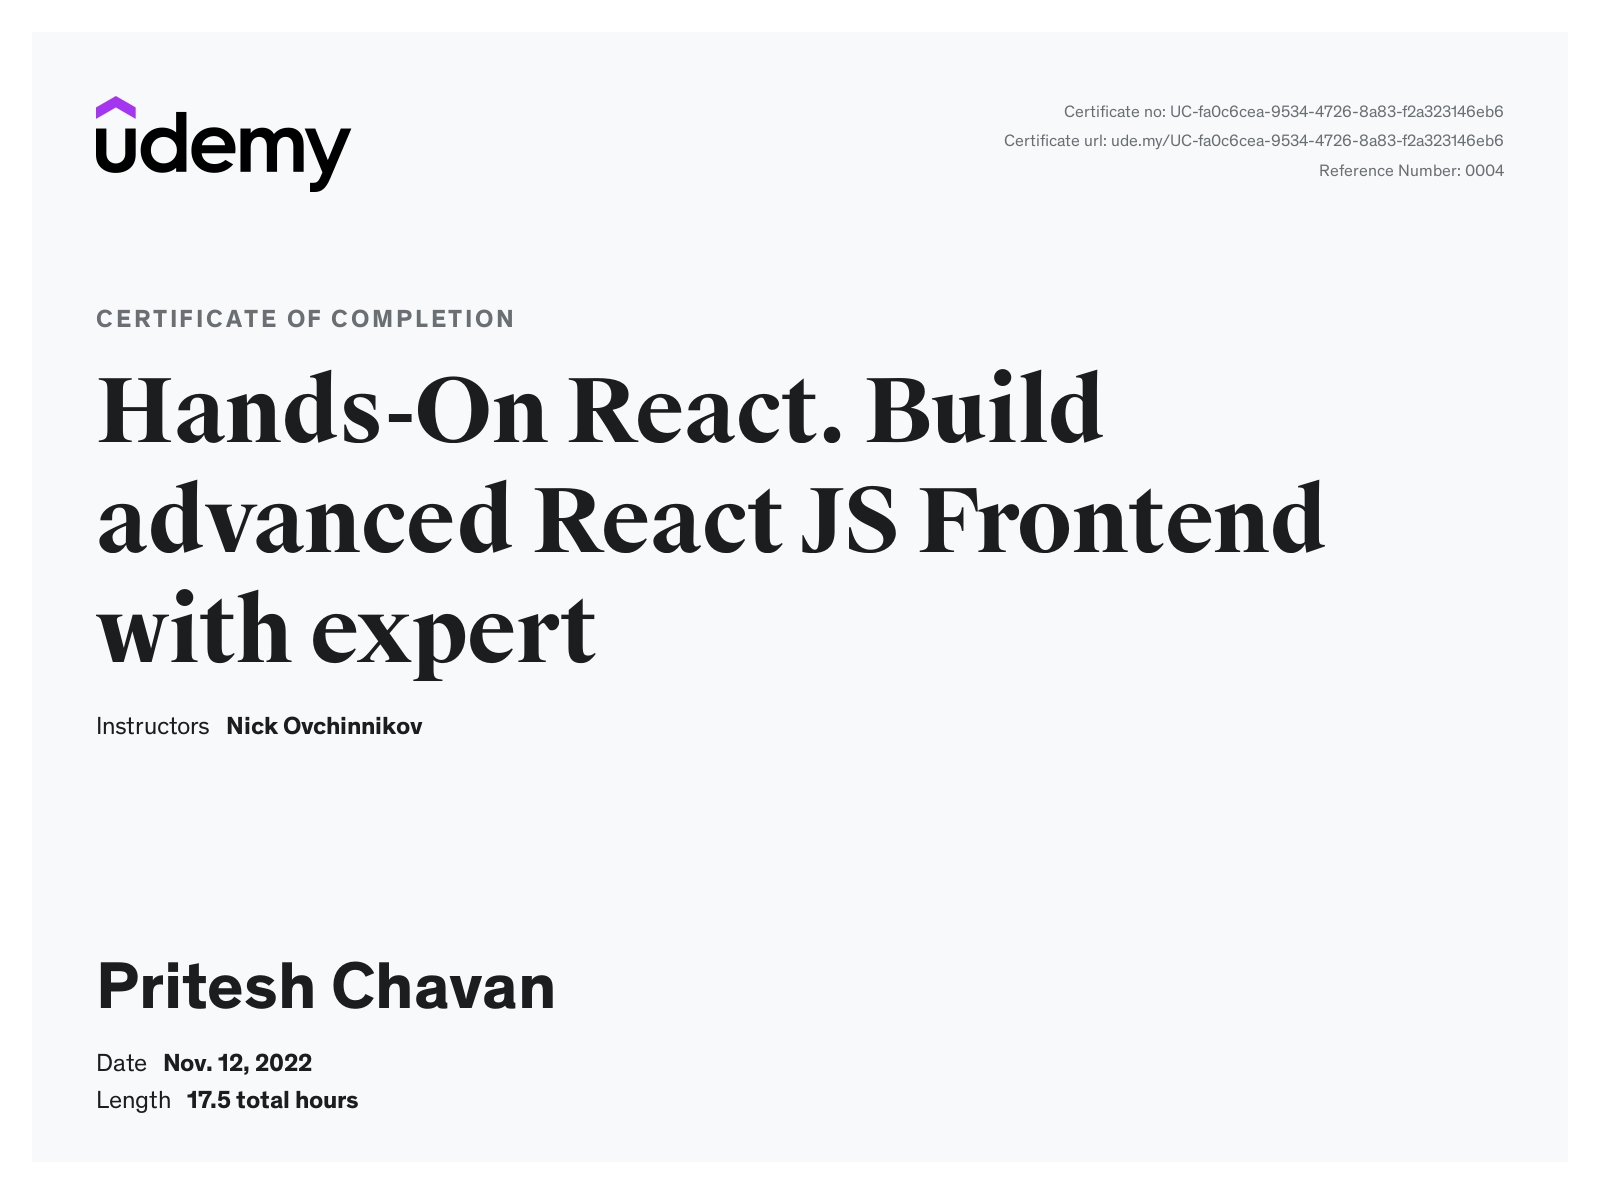 udemy
Certificate no: UC-fa0c6cea-9534-4726-8a83-f2a323146eb6
Certificate url: ude.my/UC-fa0c6cea-9534-4726-8a83-f2a323146eb6
Reference Number: 0004
CERTIFICATE OF COMPLETION
Hands-On React. Build
advanced React JS Frontend
with expert
Instructors Nick Ovchinnikov
Pritesh Chavan
Date Nov. 12, 2022
Length 17.5 total hours